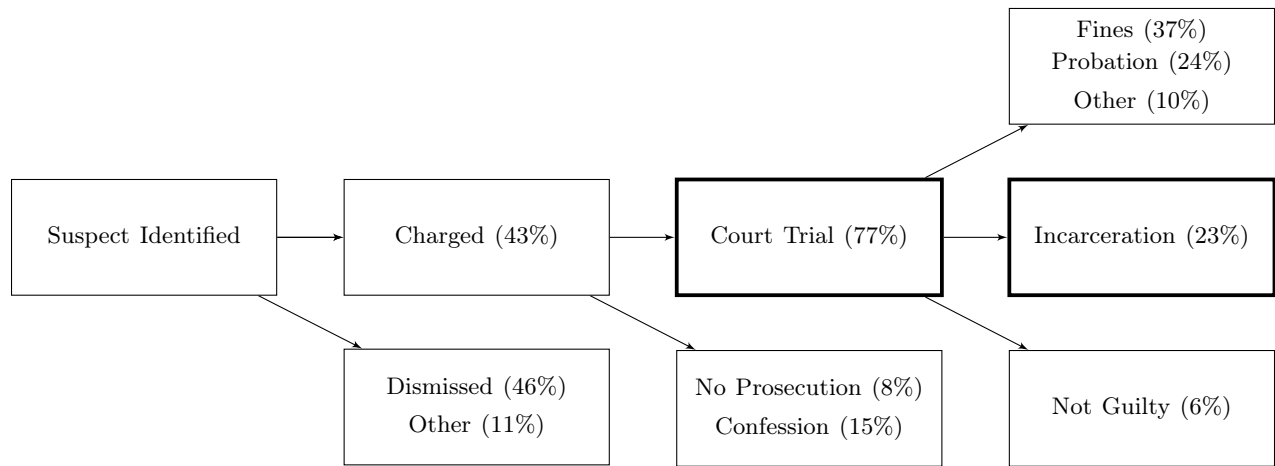 Fines (37%)
Probation (24%)
Other (10%)
Suspect Identified
Charged (43%)
Court Trial (77%)
Incarceration (23%)
Dismissed (46%)
Other (11%)
No Prosecution (8%)
Confession (15%)
Not Guilty (6%)